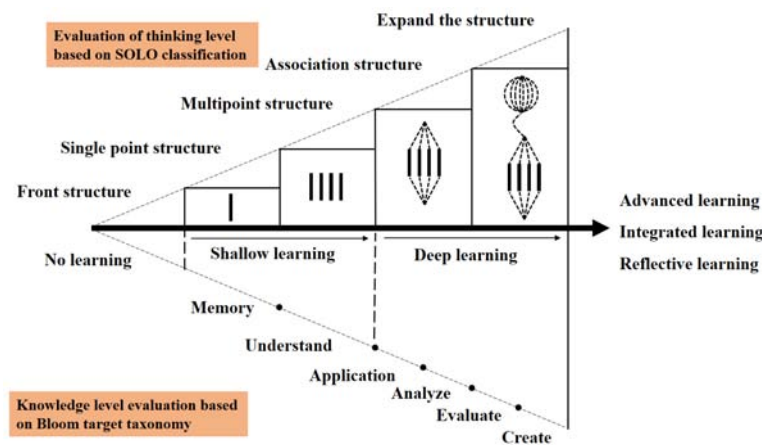 Expand the structure
Evaluation of thinking level
based on SOLO classification
Association structure
Multipoint structure
Single point structure
Front structure
Advanced learning
Integrated learning
Reflective learning
No learning
Shallow learning
Deep learning
Memory
Understand
Application
Analyze
Evaluate
Create
Knowledge level evaluation based
on Bloom target taxonomy